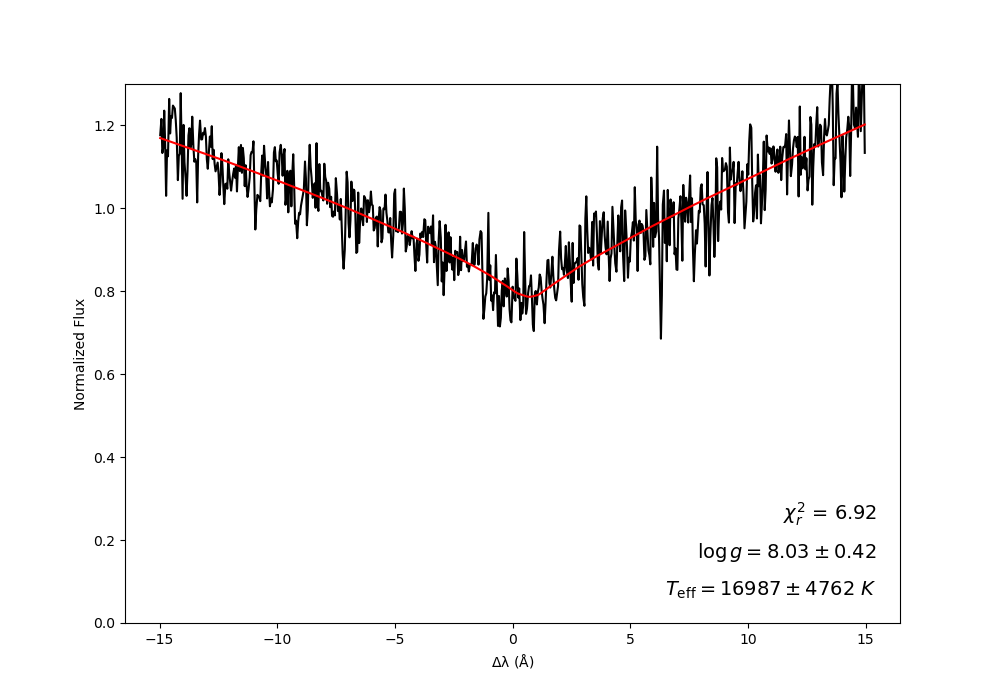 1.2
1.0
0.8
0.6
0.4
0.2
0.0
Normalized Flux
χ²ᵣ = 6.92
log g = 8.03 ± 0.42
T_eff = 16987 ± 4762 K
−15 −10 −5 0 5 10 15
Δλ (Å)